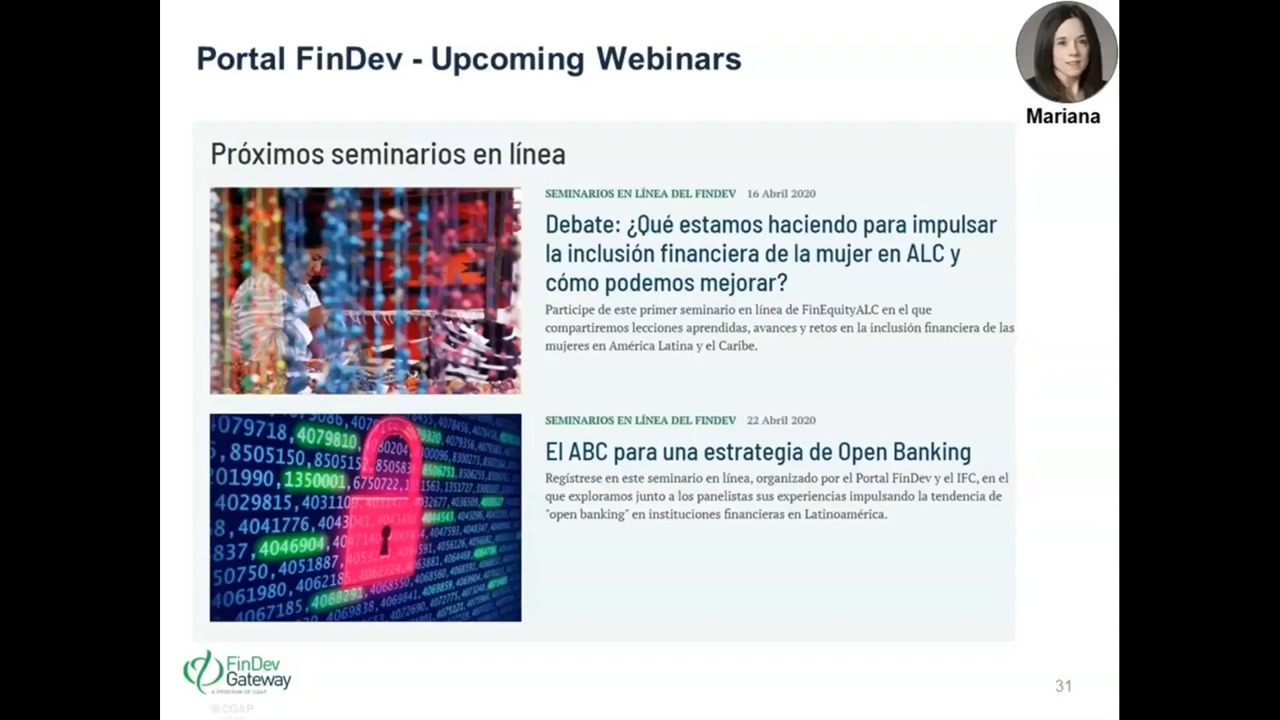 Portal FinDev - Upcoming Webinars
Mariana
Próximos seminarios en línea
SEMINARIOS EN LÍNEA DEL FINDEV 16 Abril 2020
Debate: ¿Qué estamos haciendo para impulsar
la inclusión financiera de la mujer en ALC y
cómo podemos mejorar?
Participe de este primer seminario en línea de FinEquityALC en el que
compartiremos lecciones aprendidas, avances y retos en la inclusión financiera de las
mujeres en América Latina y el Caribe.
SEMINARIOS EN LÍNEA DEL FINDEV 22 Abril 2020
El ABC para una estrategia de Open Banking
Regístrese en este seminario en línea, organizado por el Portal FinDev y el IFC, en el
que exploramos junto a los panelistas sus experiencias impulsando la tendencia de
"open banking" en instituciones financieras en Latinoamérica.
FinDev
Gateway
A PROGRAM OF CGAP
@CGAP
31